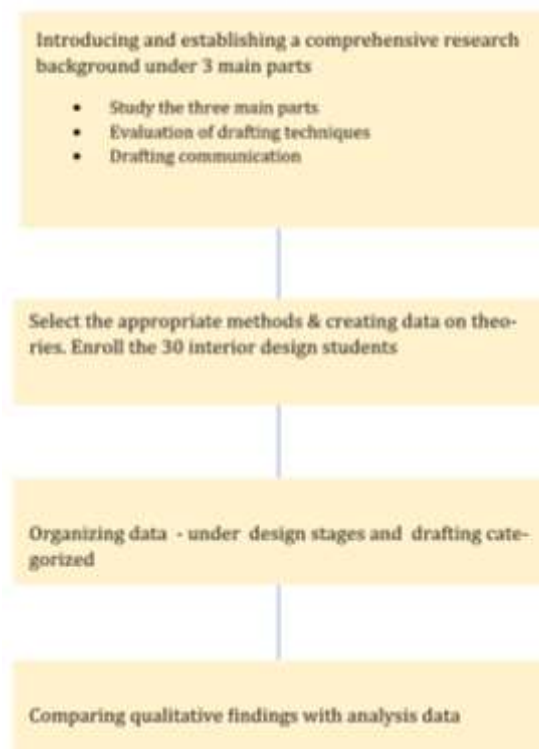 Introducing and establishing a comprehensive research
background under 3 main parts
• Study the three main parts
• Evaluation of drafting techniques
• Drafting communication
Select the appropriate methods & creating data on theo-
ries. Enroll the 30 interior design students
Organizing data - under design stages and drafting cate-
gorized
Comparing qualitative findings with analysis data